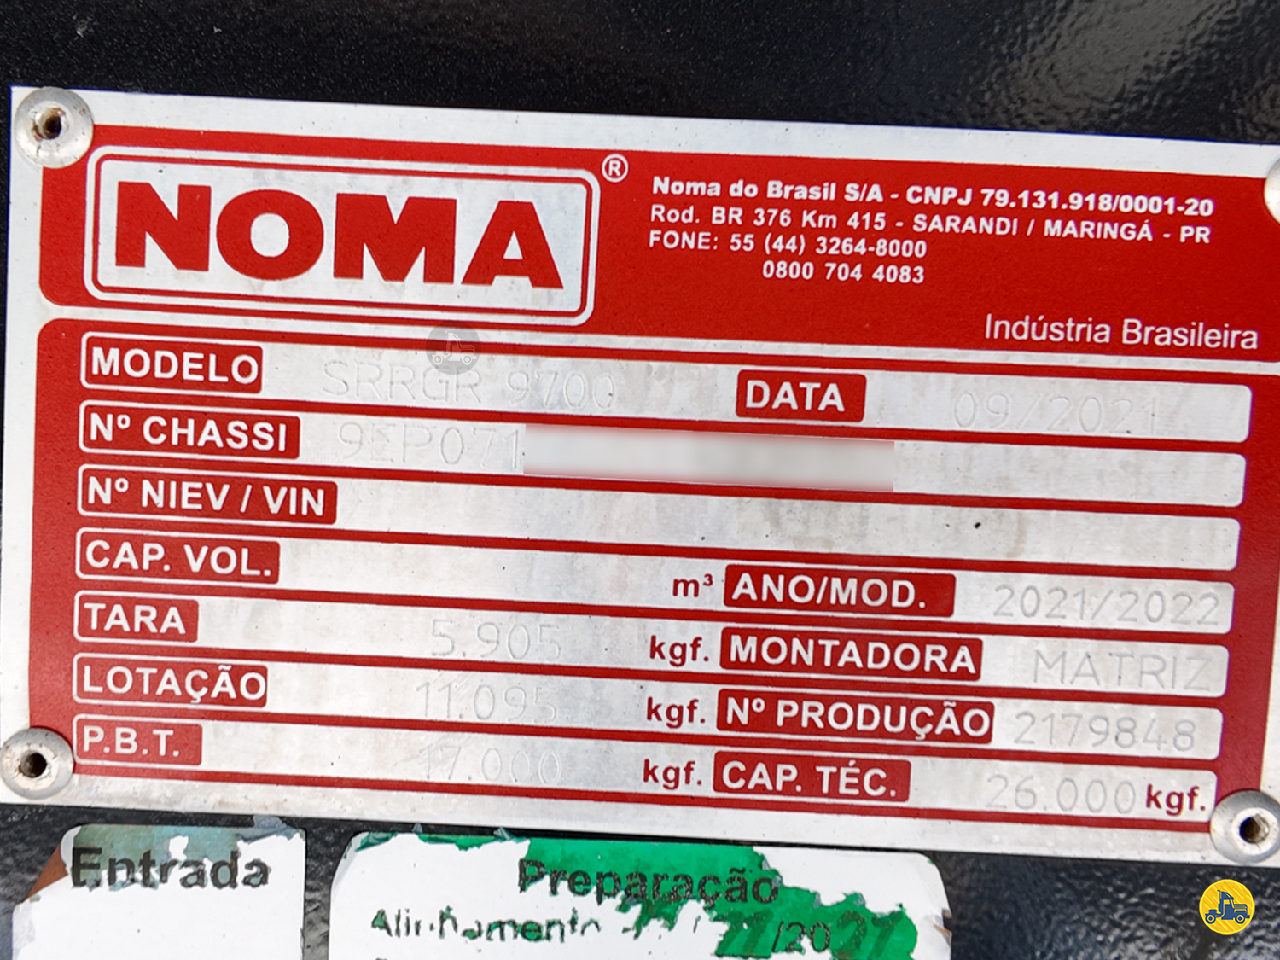 NOMA®
Noma do Brasil S/A - CNPJ 79.131.918/0001-20
Rod. BR 376 Km 415 - SARANDI / MARINGÁ - PR
FONE: 55 (44) 3264-8000
0800 704 4083
Indústria Brasileira
MODELO SRRGR 9700 DATA 09/2021
Nº CHASSI 9EP071
Nº NIEV / VIN
CAP. VOL. m³ ANO/MOD. 2021/2022
TARA 5.905 kgf. MONTADORA MATRIZ
LOTAÇÃO 11.095 kgf. Nº PRODUÇÃO 2179848
P.B.T. 17.000 kgf. CAP. TÉC. 26.000 kgf.
Entrada
Preparação
Alinhamento